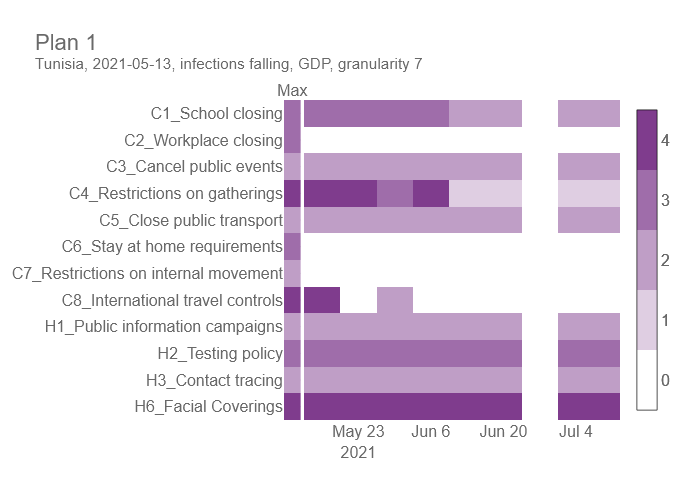 Plan 1
Tunisia, 2021-05-13, infections falling, GDP, granularity 7
Max
C1_School closing
C2_Workplace closing
C3_Cancel public events
C4_Restrictions on gatherings
C5_Close public transport
C6_Stay at home requirements
C7_Restrictions on internal movement
C8_International travel controls
H1_Public information campaigns
H2_Testing policy
H3_Contact tracing
H6_Facial Coverings
4
3
2
1
0
May 23 Jun 6 Jun 20 Jul 4
2021